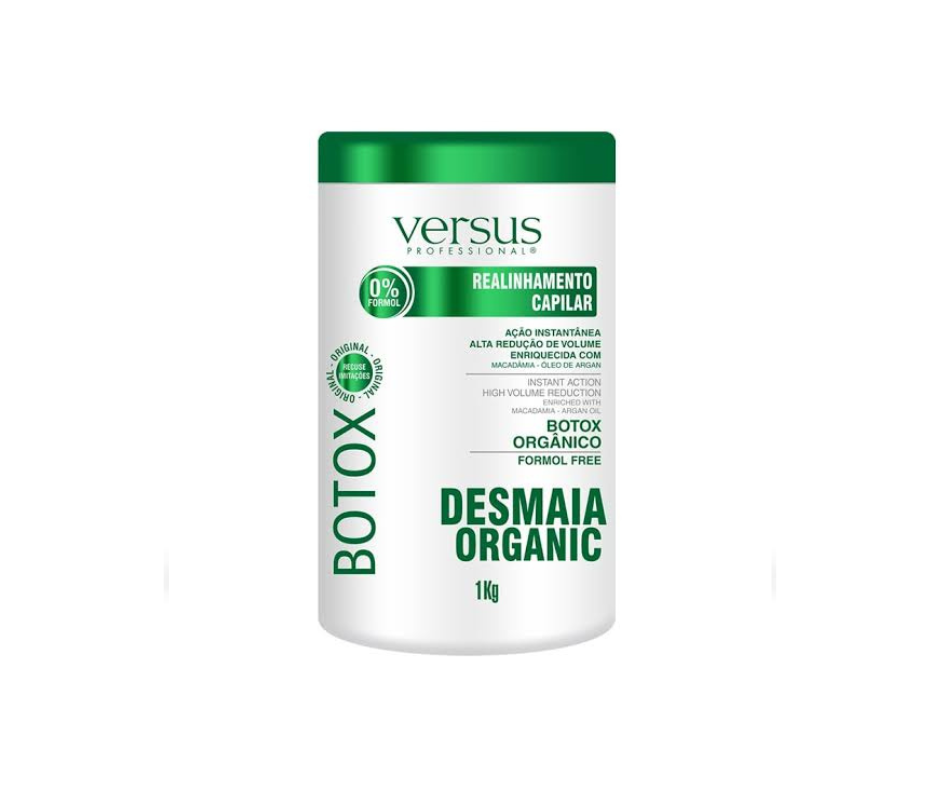 versus
PROFESSIONAL®
0%
FORMOL
REALINHAMENTO
CAPILAR
AÇÃO INSTANTÂNEA
ALTA REDUÇÃO DE VOLUME
ENRIQUECIDA COM
MACADÂMIA - ÓLEO DE ARGAN
INSTANT ACTION
HIGH VOLUME REDUCTION
ENRICHED WITH
MACADAMIA - ARGAN OIL
BOTOX
ORGÂNICO
FORMOL FREE
ORIGINAL - ORIGINAL - ORIGINAL -
RECUSE
IMITAÇÕES
BOTOX
DESMAIA
ORGANIC
1Kg